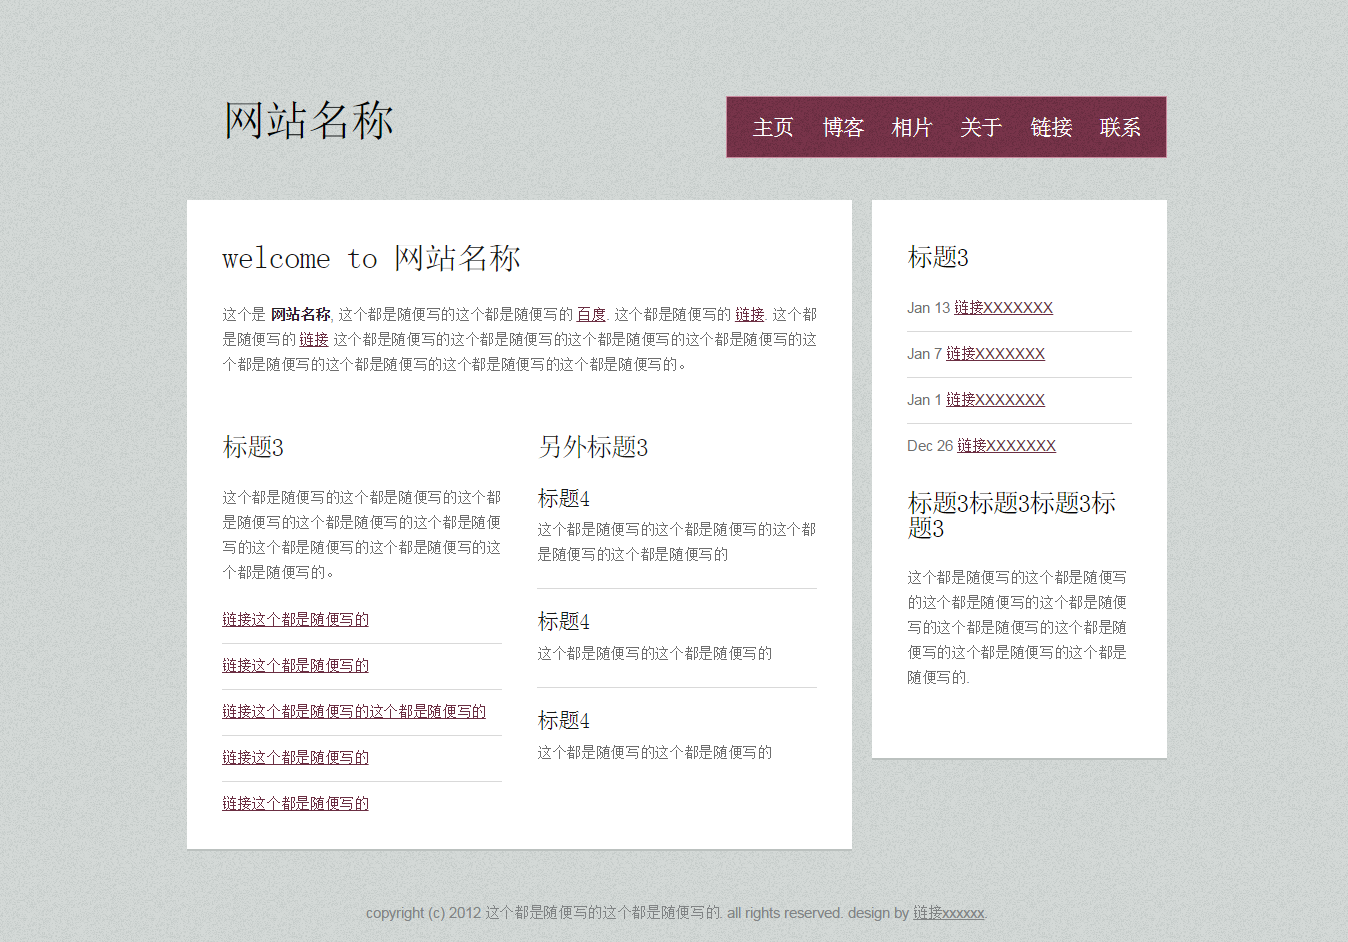 网站名称
主页 博客 相片 关于 链接 联系
welcome to 网站名称
这个是 网站名称, 这个都是随便写的这个都是随便写的 百度. 这个都是随便写的 链接. 这个都
是随便写的 链接 这个都是随便写的这个都是随便写的这个都是随便写的这个都是随便写的这
个都是随便写的这个都是随便写的这个都是随便写的这个都是随便写的。
标题3
这个都是随便写的这个都是随便写的这个都
是随便写的这个都是随便写的这个都是随便
写的这个都是随便写的这个都是随便写的这
个都是随便写的。
链接这个都是随便写的
链接这个都是随便写的
链接这个都是随便写的这个都是随便写的
链接这个都是随便写的
链接这个都是随便写的
另外标题3
标题4
这个都是随便写的这个都是随便写的这个都
是随便写的这个都是随便写的
标题4
这个都是随便写的这个都是随便写的
标题4
这个都是随便写的这个都是随便写的
标题3
Jan 13 链接XXXXXXX
Jan 7 链接XXXXXXX
Jan 1 链接XXXXXXX
Dec 26 链接XXXXXXX
标题3标题3标题3标
题3
这个都是随便写的这个都是随便写
的这个都是随便写的这个都是随便
写的这个都是随便写的这个都是随
便写的这个都是随便写的这个都是
随便写的.
copyright (c) 2012 这个都是随便写的这个都是随便写的. all rights reserved. design by 链接xxxxxx.